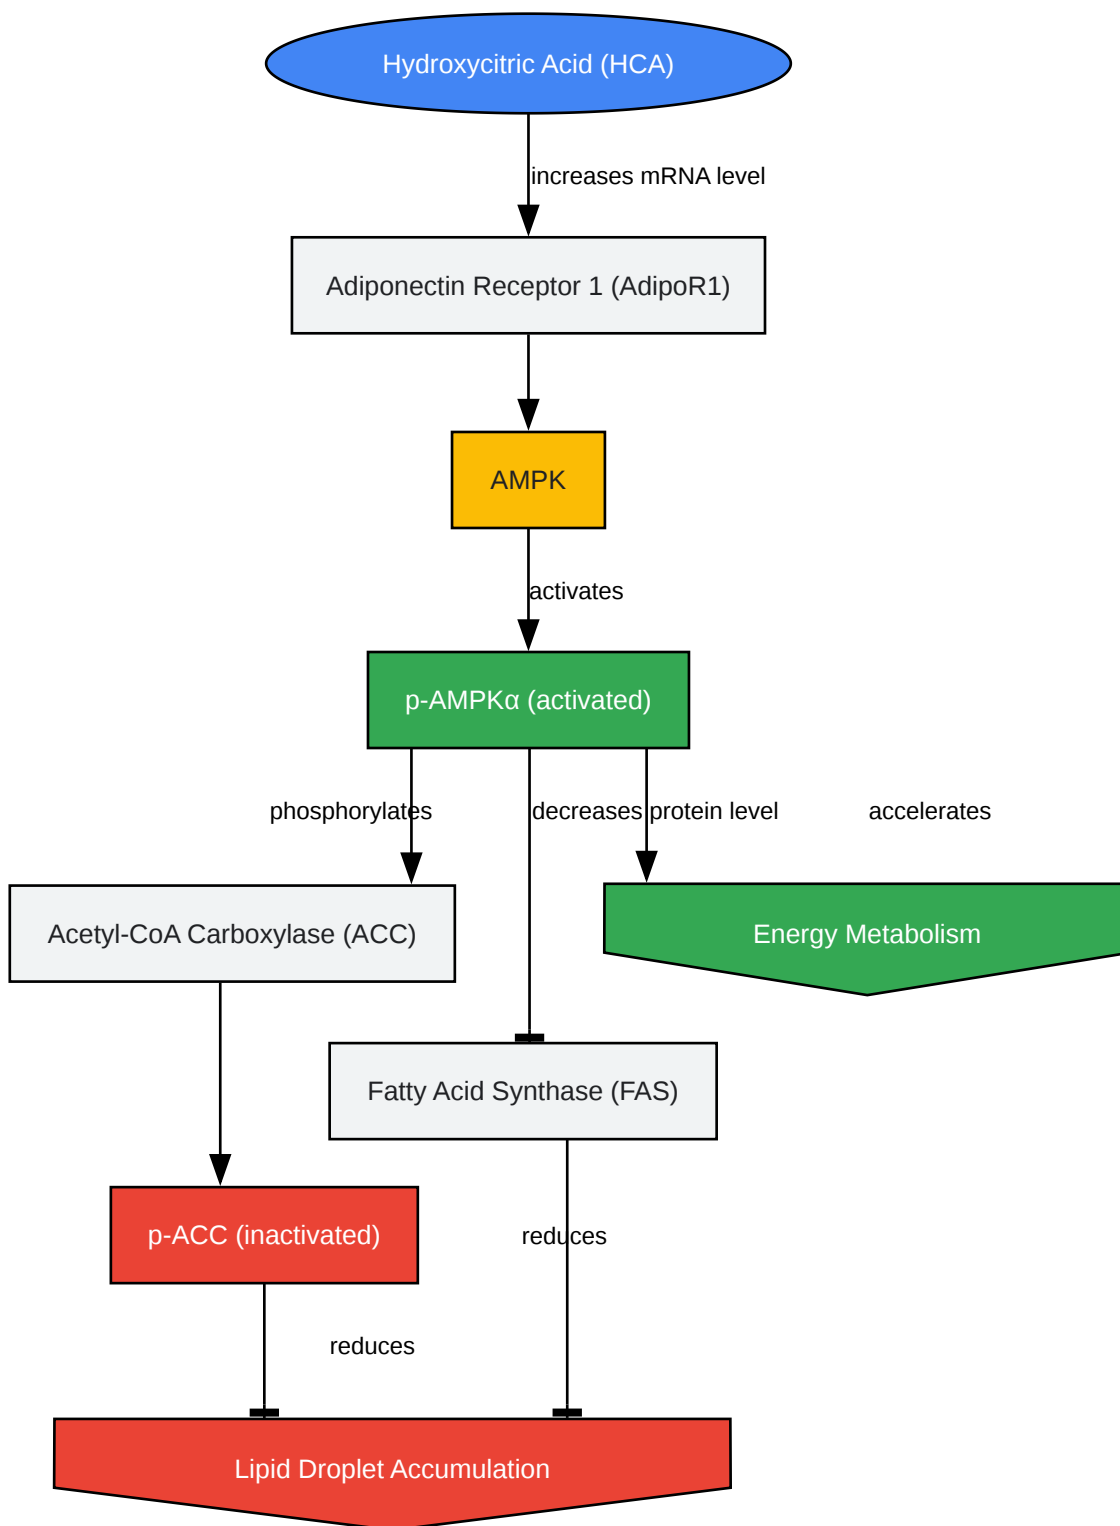 Hydroxycitric Acid (HCA)
increases mRNA level
Adiponectin Receptor 1 (AdipoR1)
AMPK
activates
p-AMPKα (activated)
phosphorylates
decreases protein level
accelerates
Acetyl-CoA Carboxylase (ACC)
Energy Metabolism
Fatty Acid Synthase (FAS)
p-ACC (inactivated)
reduces
reduces
Lipid Droplet Accumulation